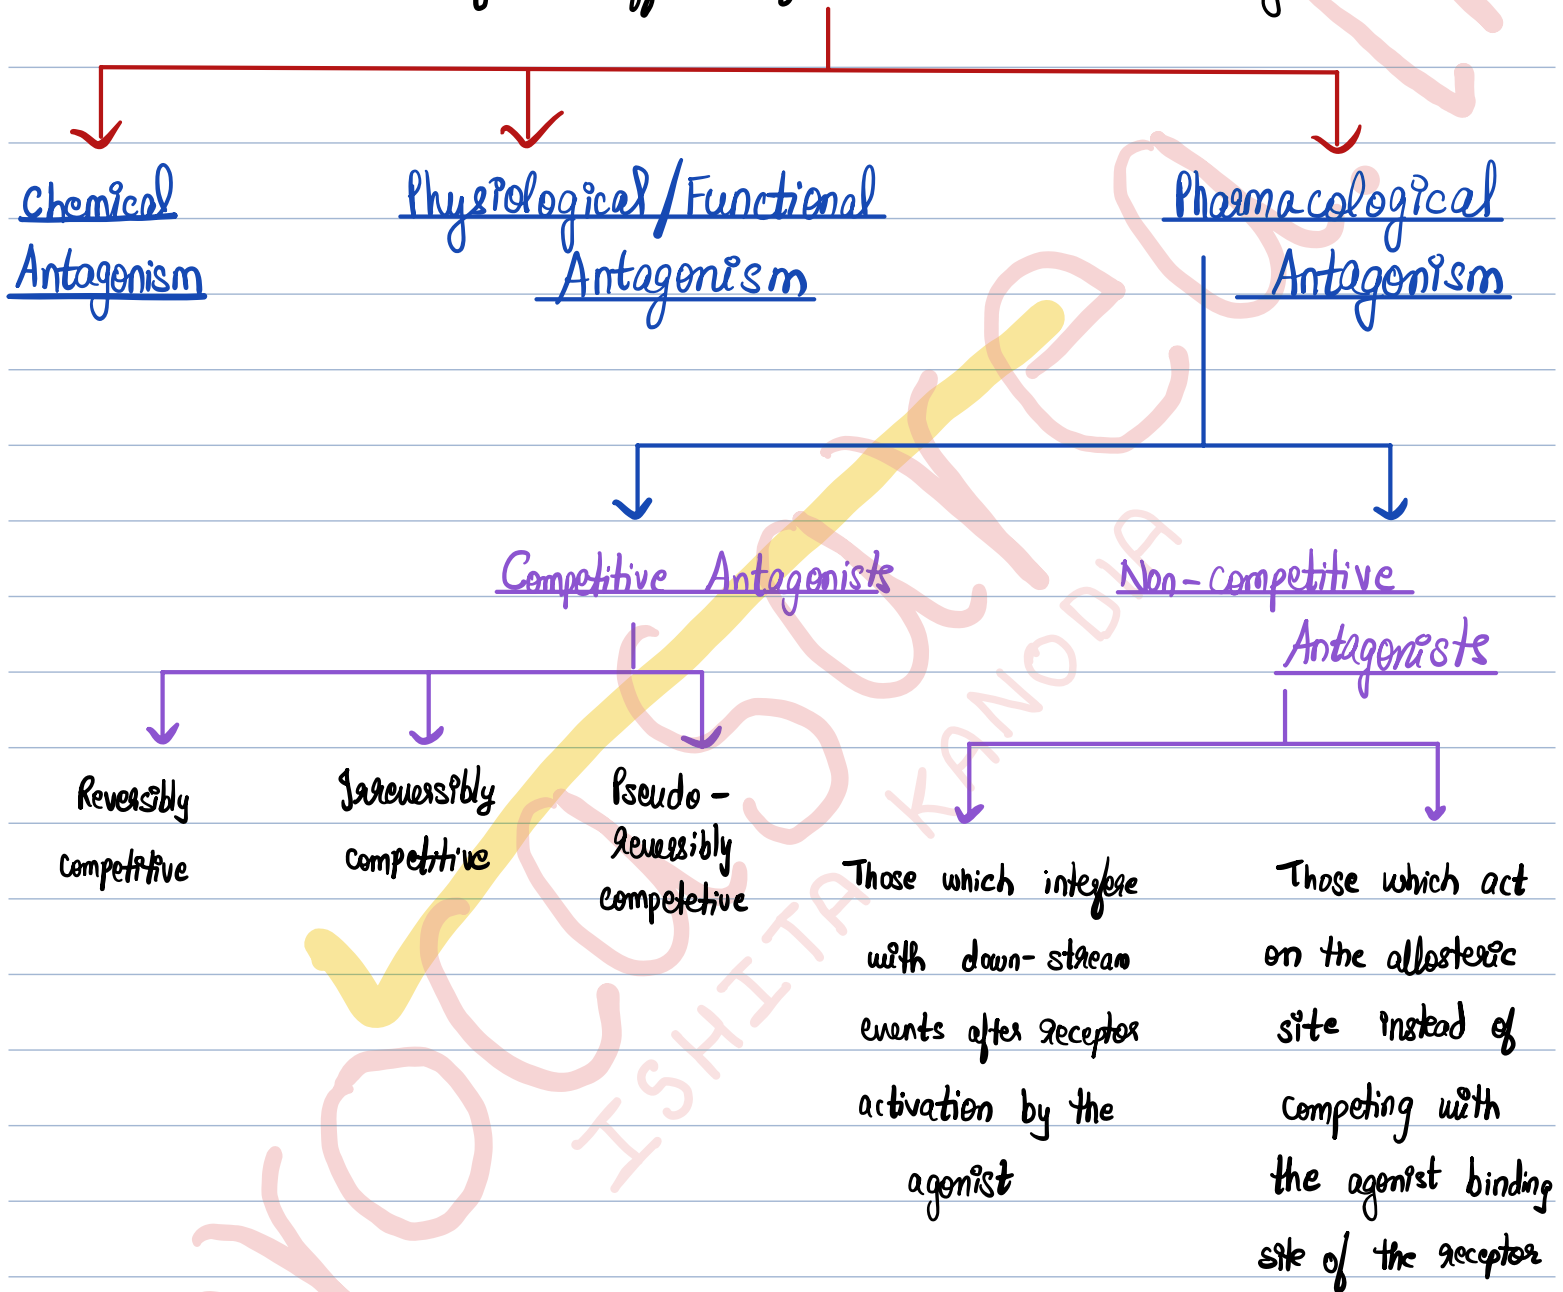 Chemical
Antagonism
Physiological/Functional
Antagonism
Pharmacological
Antagonism
Competitive Antagonists
Non-competitive
Antagonists
Reversibly
competitive
Irreversibly
competitive
Pseudo-
reversibly
competetive
Those which interfere
with down-stream
events after receptor
activation by the
agonist
Those which act
on the allosteric
site instead of
competing with
the agonist binding
site of the receptor
ISHITA KANODIA